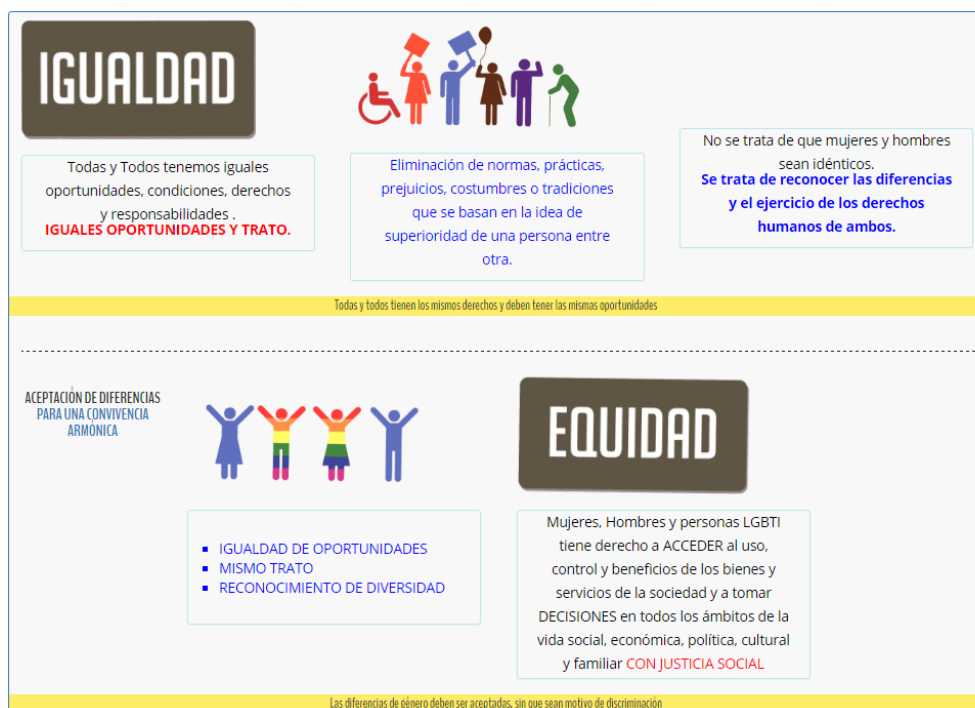 IGUALDAD
Todas y Todos tenemos iguales
oportunidades, condiciones, derechos
y responsabilidades .
IGUALES OPORTUNIDADES Y TRATO.
Eliminación de normas, prácticas,
prejuicios, costumbres o tradiciones
que se basan en la idea de
superioridad de una persona entre
otra.
No se trata de que mujeres y hombres
sean idénticos.
Se trata de reconocer las diferencias
y el ejercicio de los derechos
humanos de ambos.
Todas y todos tienen los mismos derechos y deben tener las mismas oportunidades
ACEPTACIÓN DE DIFERENCIAS
PARA UNA CONVIVENCIA
ARMÓNICA
IGUALDAD DE OPORTUNIDADES
MISMO TRATO
RECONOCIMIENTO DE DIVERSIDAD
EQUIDAD
Mujeres, Hombres y personas LGBTI
tiene derecho a ACCEDER al uso,
control y beneficios de los bienes y
servicios de la sociedad y a tomar
DECISIONES en todos los ámbitos de la
vida social, económica, política, cultural
y familiar CON JUSTICIA SOCIAL
Las diferencias de género deben ser aceptadas, sin que sean motivo de discriminación